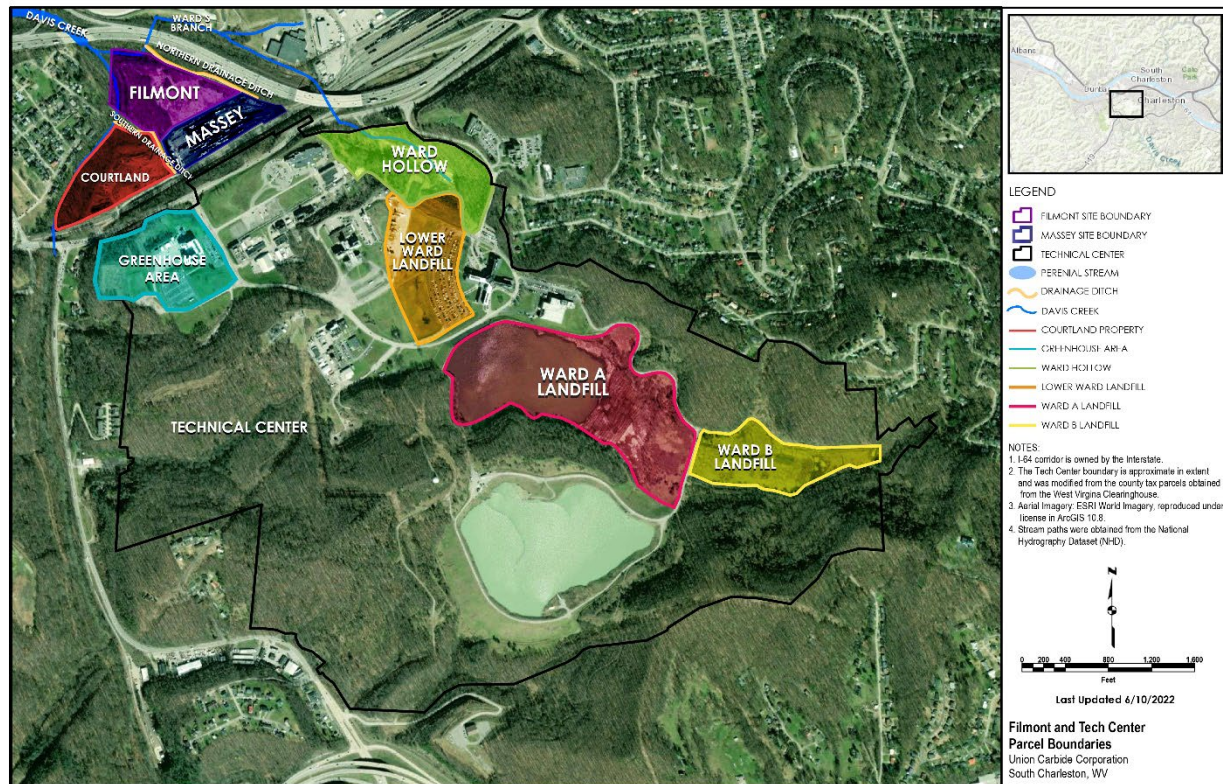 DAVIS CREEK
WARD'S
BRANCH
NORTHERN DRAINAGE DITCH
FILMONT
MASSEY
SOUTHERN DRAINAGE DITCH
COURTLAND
WARD
HOLLOW
GREENHOUSE
AREA
LOWER
WARD
LANDFILL
WARD A
LANDFILL
TECHNICAL CENTER
WARD B
LANDFILL
Albans
South
Charleston
Dunba
Charleston
Davis Creek
LEGEND
FILMONT SITE BOUNDARY
MASSEY SITE BOUNDARY
TECHNICAL CENTER
PERENIAL STREAM
DRAINAGE DITCH
DAVIS CREEK
COURTLAND PROPERTY
GREENHOUSE AREA
WARD HOLLOW
LOWER WARD LANDFILL
WARD A LANDFILL
WARD B LANDFILL
NOTES:
1. I-64 corridor is owned by the Interstate.
2. The Tech Center boundary is approximate in extent
and was modified from the county tax parcels obtained
from the West Virgina Clearinghouse.
3. Aarial Imagery: ESRI World Imagery, reproduced under
license in ArcGIS 10.8.
4. Stream paths were obtained from the National
Hydrography Dataset (NHD).
N
0 200 400 800 1,200 1,600
Feet
Last Updated 6/10/2022
Filmont and Tech Center
Parcel Boundaries
Union Carbide Corporation
South Charleston, WV